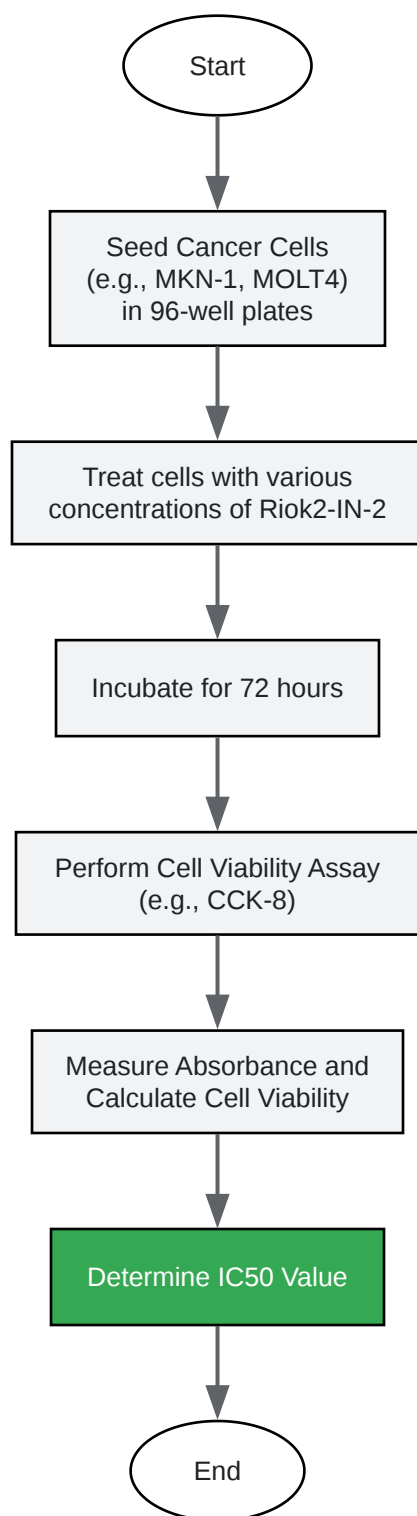 Start
Seed Cancer Cells
(e.g., MKN-1, MOLT4)
in 96-well plates
Treat cells with various
concentrations of Riok2-IN-2
Incubate for 72 hours
Perform Cell Viability Assay
(e.g., CCK-8)
Measure Absorbance and
Calculate Cell Viability
Determine IC50 Value
End